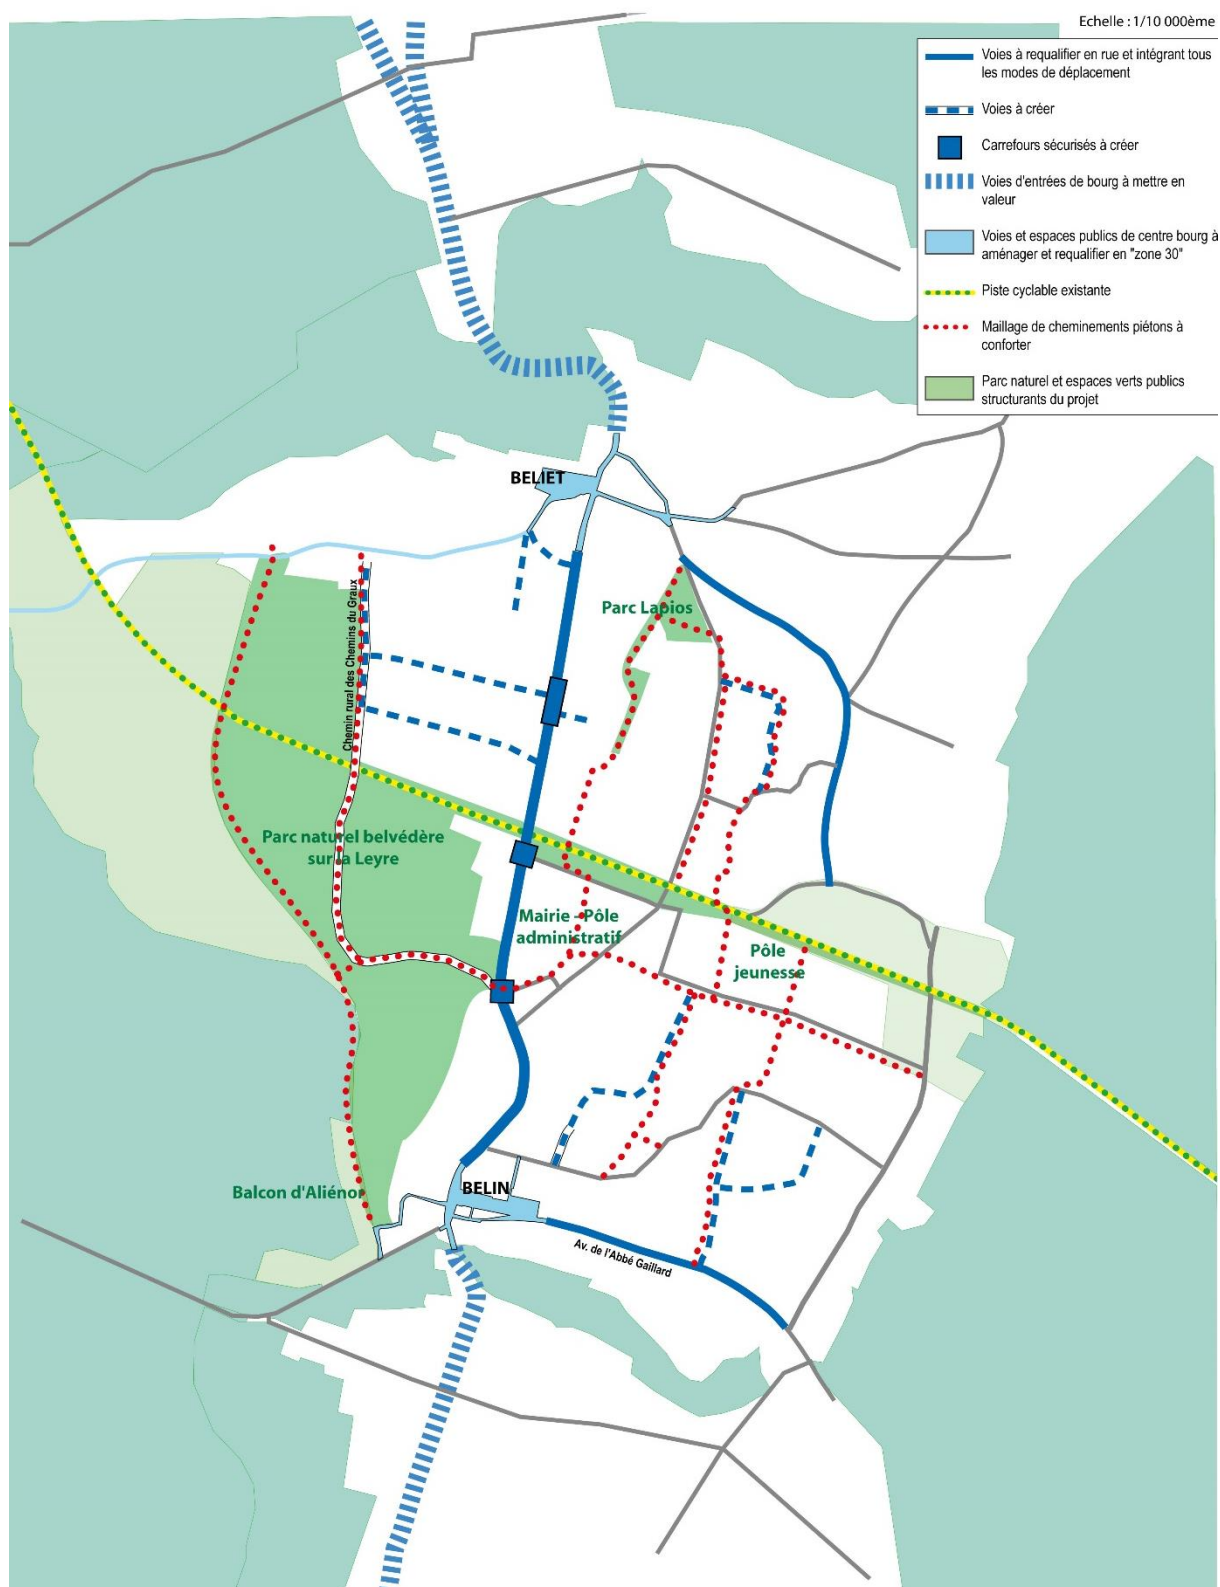 Echelle : 1/10 000ème
Voies à requalifier en rue et intégrant tous
les modes de déplacement
Voies à créer
Carrefours sécurisés à créer
Voies d'entrées de bourg à mettre en
valeur
Voies et espaces publics de centre bourg à
aménager et requalifier en "zone 30"
Piste cyclable existante
Maillage de cheminements piétons à
conforter
Parc naturel et espaces verts publics
structurants du projet
BELIET
Parc Lapios
Chemin rural des Chemins du Graux
Parc naturel belvédère
sur la Leyre
Mairie - Pôle
administratif
Pôle
jeunesse
Balcon d'Aliénor
BELIN
Av. de l'Abbé Gaillard